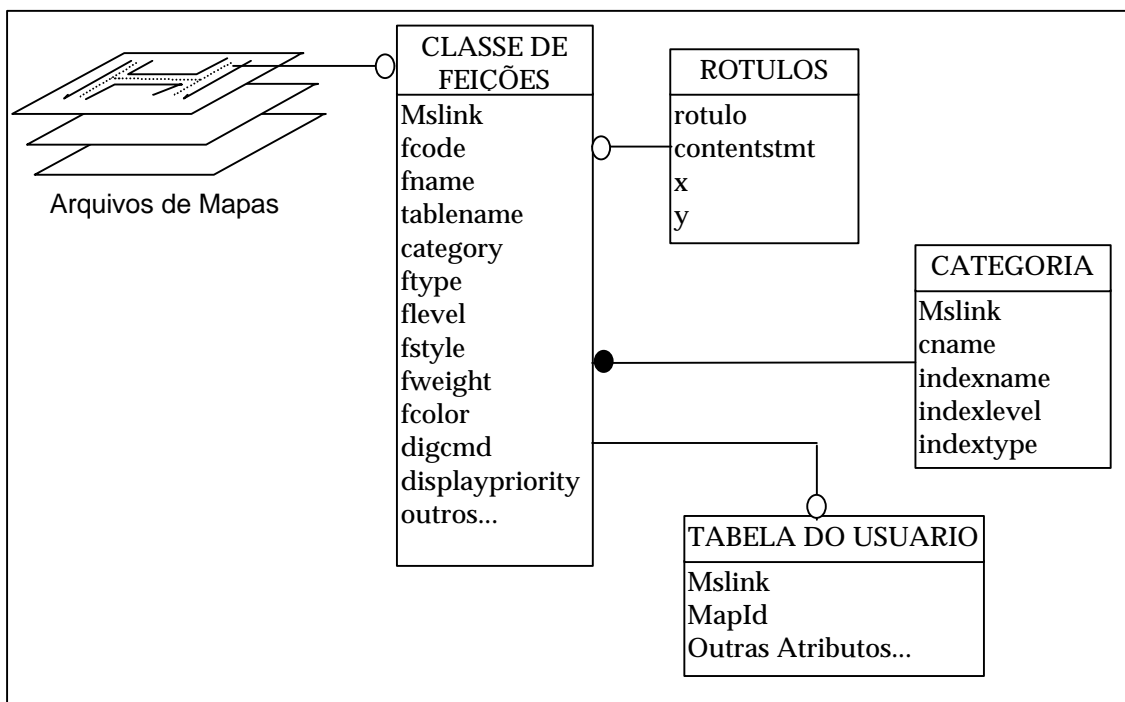 Arquivos de Mapas
CLASSE DE
FEIÇÕES
Mslink
fcode
fname
tablename
category
ftype
flevel
fstyle
fweight
fcolor
digcmd
displaypriority
outros...
ROTULOS
rotulo
contentstmt
x
y
CATEGORIA
Mslink
cname
indexname
indexlevel
indextype
TABELA DO USUARIO
Mslink
MapId
Outras Atributos...